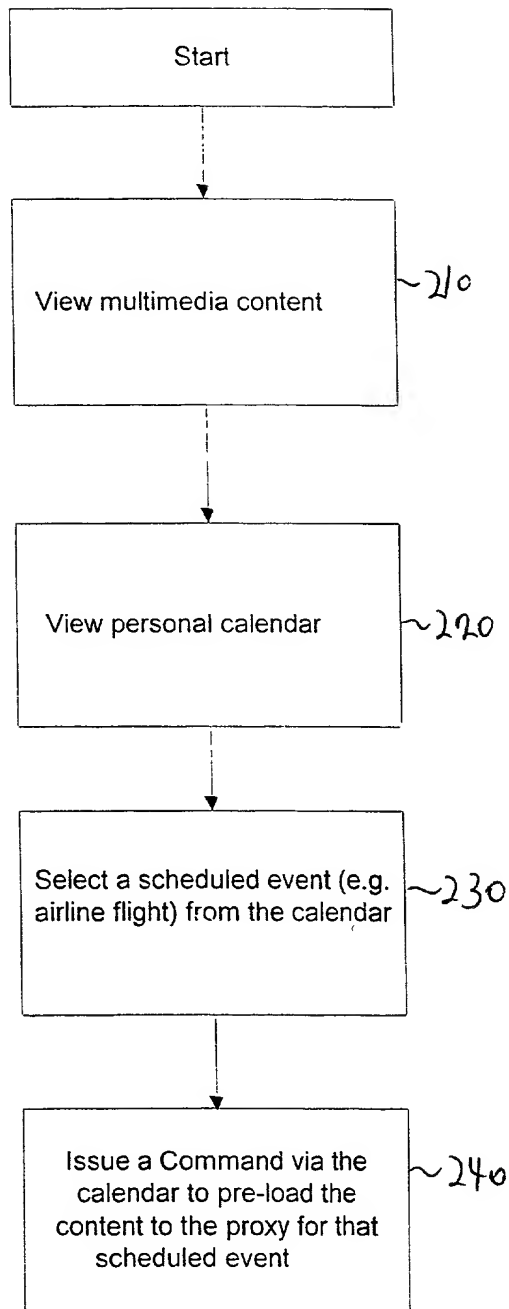 Start
View multimedia content
~210
View personal calendar
~220
Select a scheduled event (e.g.
airline flight) from the calendar
~230
Issue a Command via the
calendar to pre-load the
content to the proxy for that
scheduled event
~240